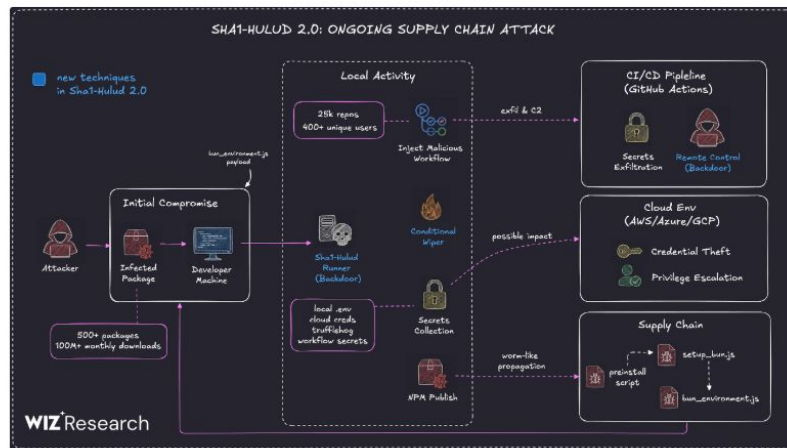 SHA1-HULUD 2.0: ONGOING SUPPLY CHAIN ATTACK
new techniques
in Sha1-Hulud 2.0
bun_environment.js
payload
Initial Compromise
Attacker
Infected
Package
Developer
Machine
500+ packages
100M+ monthly downloads
Local Activity
25k repos
400+ unique users
Inject Malicious
Workflow
Conditional
Wiper
Sha1-Hulud
Runner
(Backdoor)
local .env
cloud creds
trufflehog
workflow secrets
Secrets
Collection
NPM Publish
exfil & C2
possible impact
worm-like
propagation
CI/CD Pipleline
(GitHub Actions)
Secrets
Exfiltration
Remote Control
(Backdoor)
Cloud Env
(AWS/Azure/GCP)
Credential Theft
Privilege Escalation
Supply Chain
preinstall
script
setup_bun.js
bun_environment.js
WIZ+Research